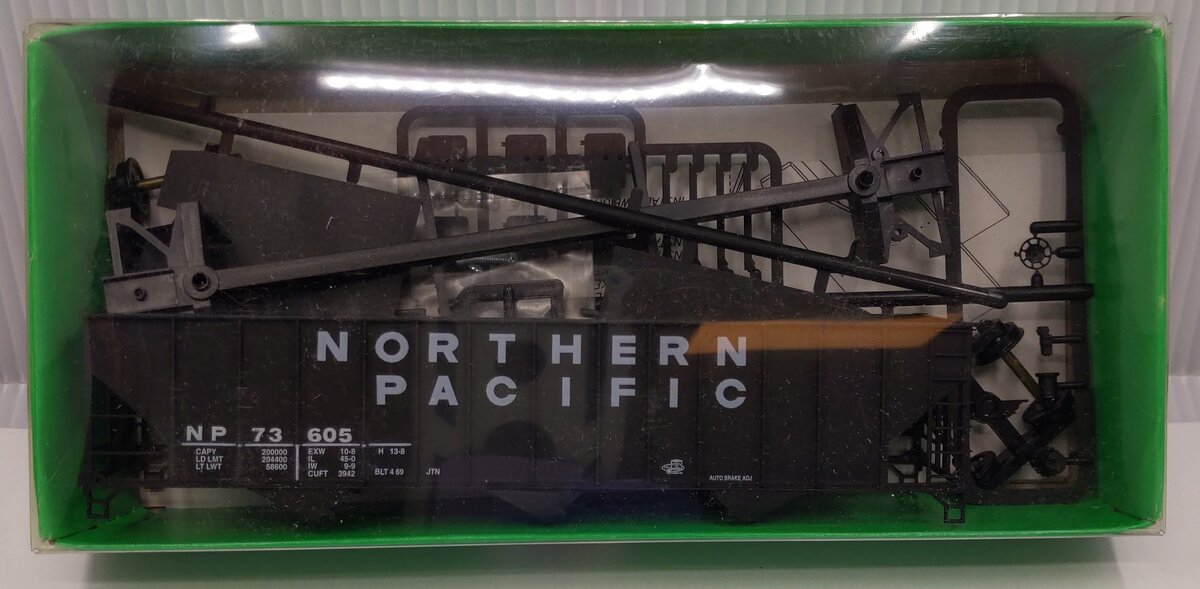 NORTHERN
PACIFIC
NP 73 605
CAPY 200000 EXW 10-8 H 13-8
LD LMT 204400 IL 45-0
LT LWT 58600 IW 9-9
CUFT 3942 BLT 4 69 JTN
AUTO BRAKE ADJ